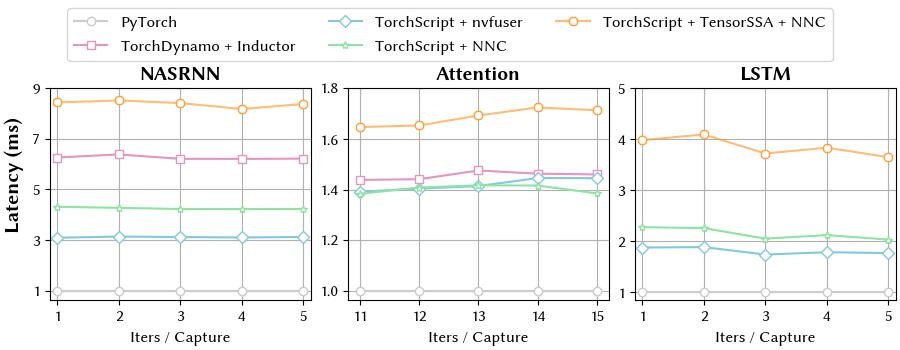 PyTorch
TorchDynamo + Inductor
TorchScript + nvfuser
TorchScript + NNC
TorchScript + TensorSSA + NNC
NASRNN
Attention
LSTM
Latency (ms)
9
7
5
3
1
1 2 3 4 5
Iters / Capture
1.8
1.6
1.4
1.2
1.0
11 12 13 14 15
Iters / Capture
5
4
3
2
1
1 2 3 4 5
Iters / Capture